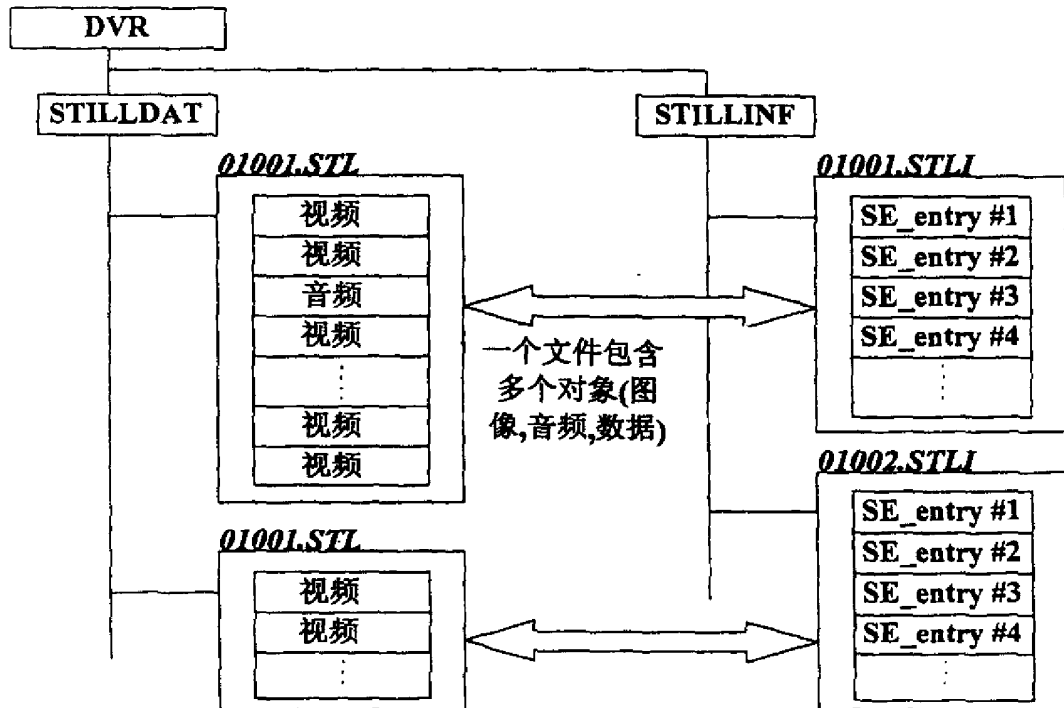 DVR
STILLDAT
STILLINF
01001.STL
视频
视频
音频
视频
视频
视频
一个文件包含
多个对象(图
像,音频,数据)
01001.STLI
SE_entry #1
SE_entry #2
SE_entry #3
SE_entry #4
01001.STL
视频
视频
01002.STLI
SE_entry #1
SE_entry #2
SE_entry #3
SE_entry #4